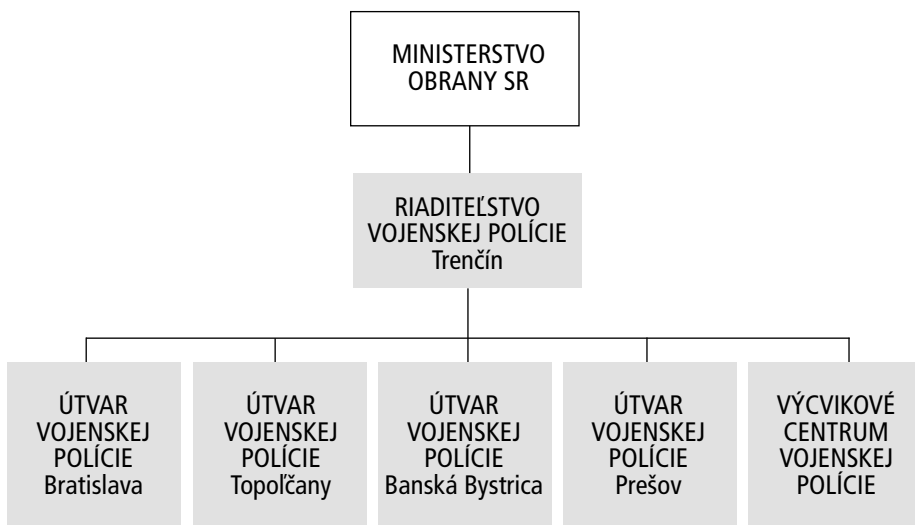 MINISTERSTVO
OBRANY SR
RIADITEĽSTVO
VOJENSKEJ POLÍCIE
Trenčín
ÚTVAR
VOJENSKEJ
POLÍCIE
Bratislava
ÚTVAR
VOJENSKEJ
POLÍCIE
Topoľčany
ÚTVAR
VOJENSKEJ
POLÍCIE
Banská Bystrica
ÚTVAR
VOJENSKEJ
POLÍCIE
Prešov
VÝCVIKOVÉ
CENTRUM
VOJENSKEJ
POLÍCIE